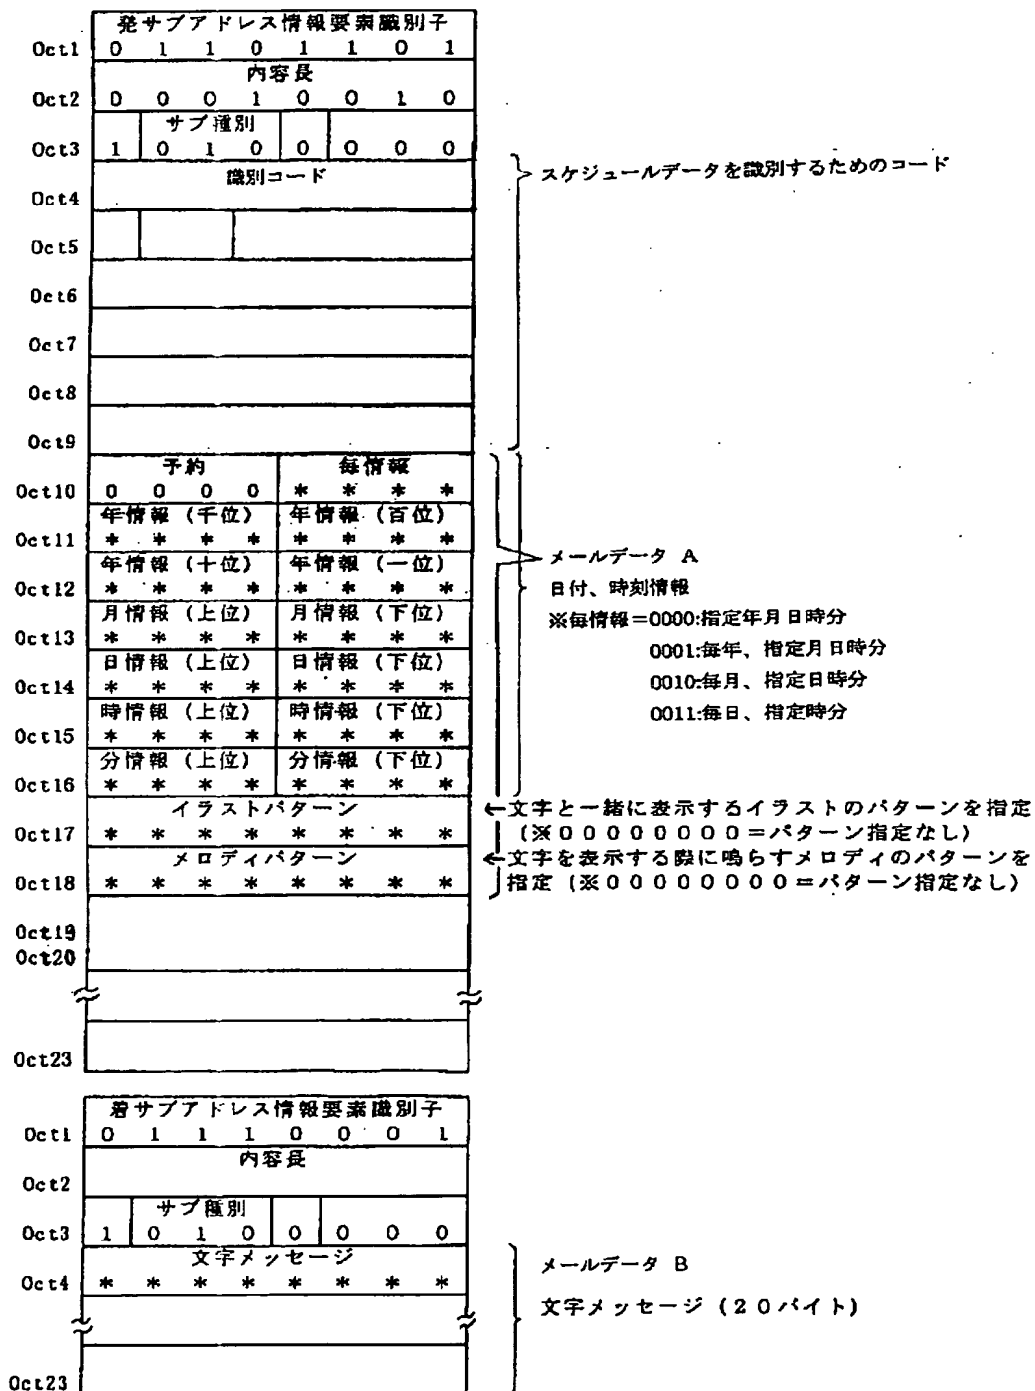 発サブアドレス情報要素識別子
Oct1 0 1 1 0 1 1 0 1
内容長
Oct2 0 0 0 1 0 0 1 0
サブ種別
Oct3 1 0 1 0 0 0 0 0
識別コード
スケジュールデータを識別するためのコード
Oct4
Oct5
Oct6
Oct7
Oct8
Oct9
予約 毎情報
Oct10 0 0 0 0 * * * *
年情報(千位) 年情報(百位)
Oct11 * * * * * * * *
年情報(十位) 年情報(一位)
Oct12 * * * * * * * *
月情報(上位) 月情報(下位)
Oct13 * * * * * * * *
日情報(上位) 日情報(下位)
Oct14 * * * * * * * *
時情報(上位) 時情報(下位)
Oct15 * * * * * * * *
分情報(上位) 分情報(下位)
Oct16 * * * * * * * *
メールデータ A
日付、時刻情報
※毎情報=0000:指定年月日時分
0001:毎年、指定月日時分
0010:毎月、指定日時分
0011:毎日、指定時分
イラストパターン
Oct17 * * * * * * * *
←文字と一緒に表示するイラストのパターンを指定
(※00000000=パターン指定なし)
メロディパターン
Oct18 * * * * * * * *
←文字を表示する際に鳴らすメロディのパターンを
指定(※00000000=パターン指定なし)
Oct19
Oct20
Oct23
着サブアドレス情報要素識別子
Oct1 0 1 1 1 0 0 0 1
内容長
Oct2
サブ種別
Oct3 1 0 1 0 0 0 0 0
文字メッセージ
Oct4 * * * * * * * *
メールデータ B
文字メッセージ(20バイト)
Oct23